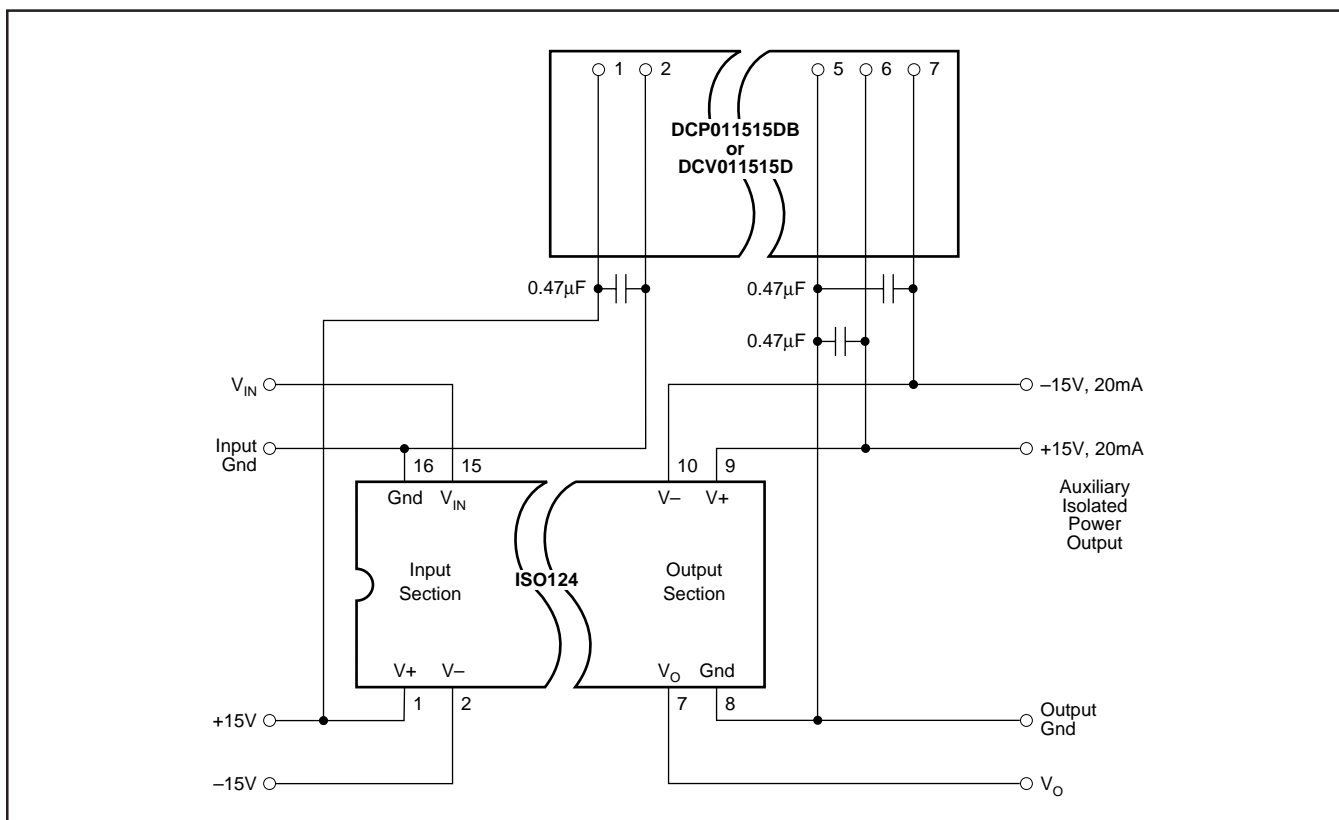 1 2 5 6 7
DCP011515DB
or
DCV011515D
0.47µF 0.47µF
0.47µF
V_IN –15V, 20mA
Input
Gnd
+15V, 20mA
16 15 10 9
Gnd V_IN V– V+
Auxiliary
Isolated
Power
Output
Input
Section
ISO124
Output
Section
V+ V– V_O Gnd
1 2 7 8
+15V
Output
Gnd
–15V V_O